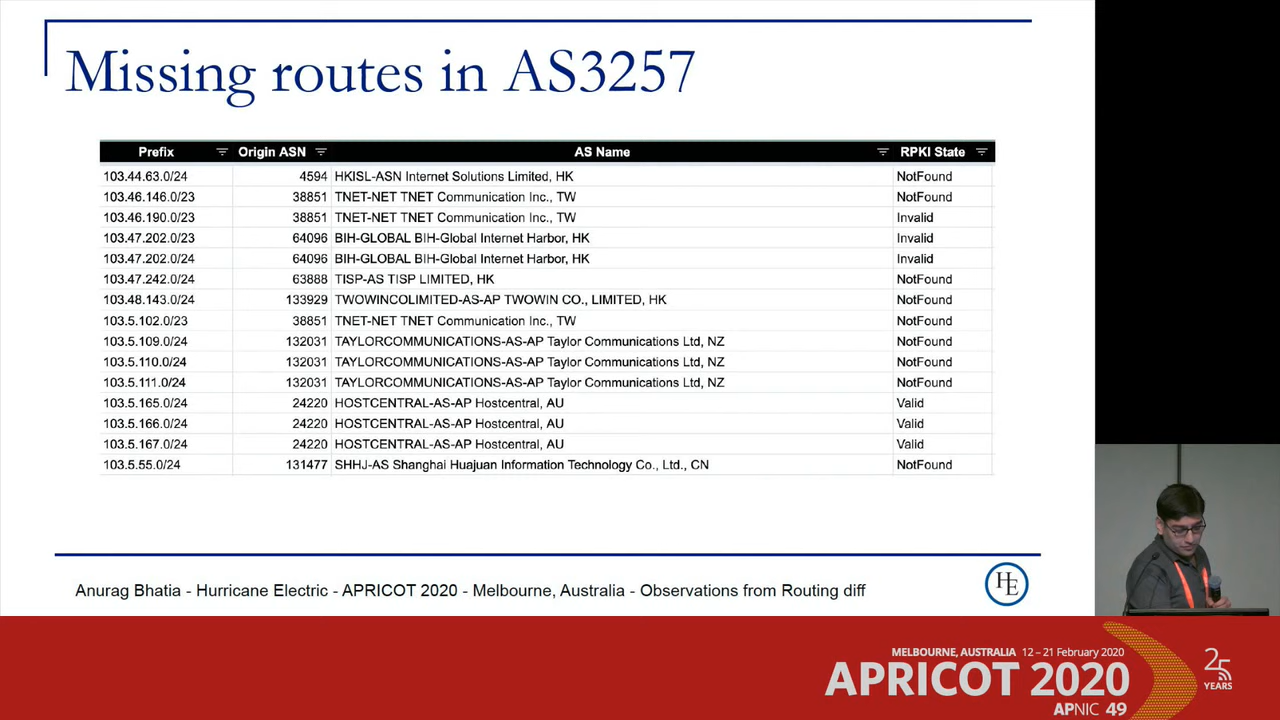 Missing routes in AS3257
Prefix Origin ASN AS Name RPKI State
103.44.63.0/24 4594 HKISL-ASN Internet Solutions Limited, HK NotFound
103.46.146.0/23 38851 TNET-NET TNET Communication Inc., TW NotFound
103.46.190.0/23 38851 TNET-NET TNET Communication Inc., TW Invalid
103.47.202.0/23 64096 BIH-GLOBAL BIH-Global Internet Harbor, HK Invalid
103.47.202.0/24 64096 BIH-GLOBAL BIH-Global Internet Harbor, HK Invalid
103.47.242.0/24 63888 TISP-AS TISP LIMITED, HK NotFound
103.48.143.0/24 133929 TWOWINCOLIMITED-AS-AP TWOWIN CO., LIMITED, HK NotFound
103.5.102.0/23 38851 TNET-NET TNET Communication Inc., TW NotFound
103.5.109.0/24 132031 TAYLORCOMMUNICATIONS-AS-AP Taylor Communications Ltd, NZ NotFound
103.5.110.0/24 132031 TAYLORCOMMUNICATIONS-AS-AP Taylor Communications Ltd, NZ NotFound
103.5.111.0/24 132031 TAYLORCOMMUNICATIONS-AS-AP Taylor Communications Ltd, NZ NotFound
103.5.165.0/24 24220 HOSTCENTRAL-AS-AP Hostcentral, AU Valid
103.5.166.0/24 24220 HOSTCENTRAL-AS-AP Hostcentral, AU Valid
103.5.167.0/24 24220 HOSTCENTRAL-AS-AP Hostcentral, AU Valid
103.5.55.0/24 131477 SHHJ-AS Shanghai Huajuan Information Technology Co., Ltd., CN NotFound
Anurag Bhatia - Hurricane Electric - APRICOT 2020 - Melbourne, Australia - Observations from Routing diff
HE
MELBOURNE, AUSTRALIA 12 – 21 February 2020
APRICOT 2020
APNIC 49
25
YEARS